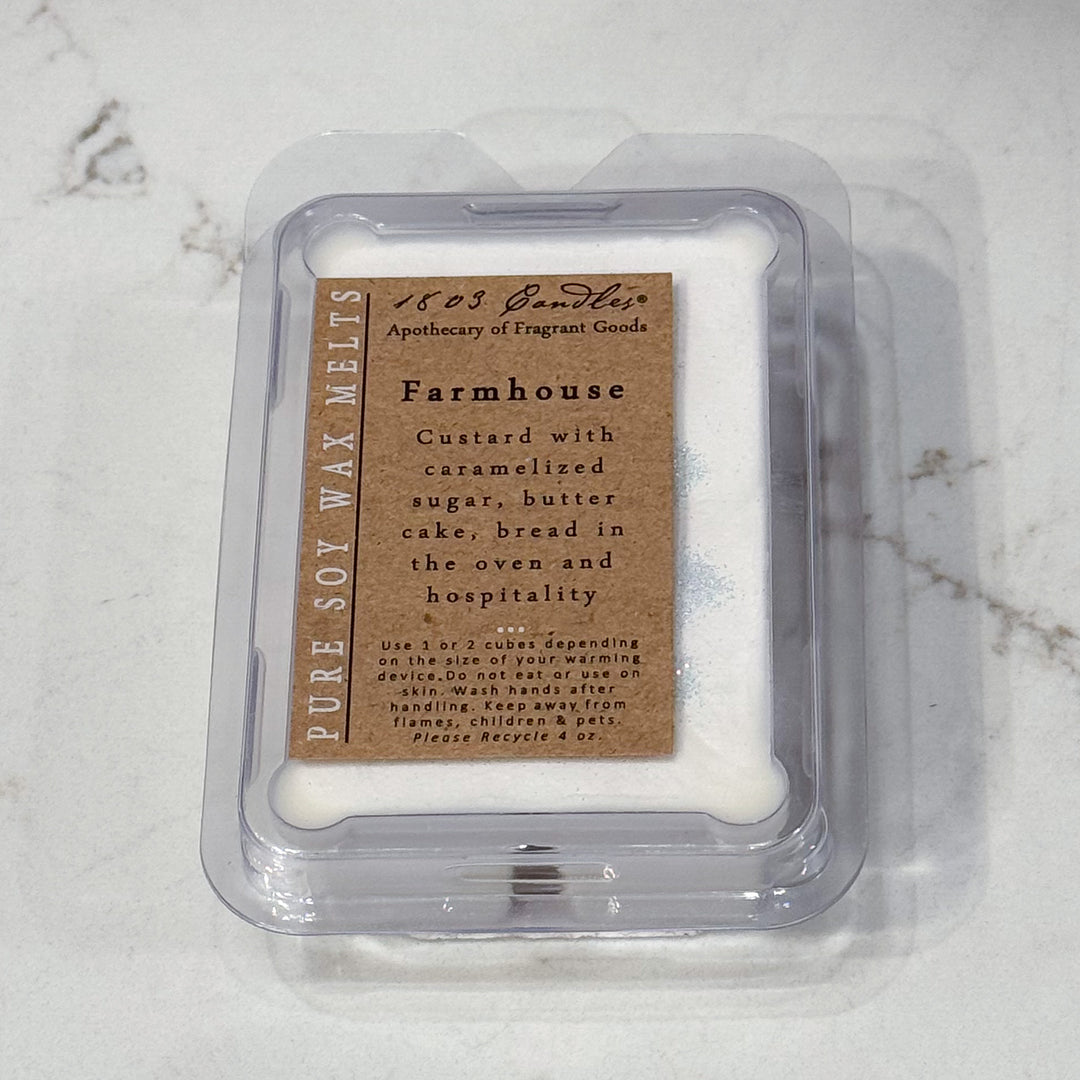 PURE SOY WAX MELTS
1803 Candles®
Apothecary of Fragrant Goods
Farmhouse
Custard with
caramelized
sugar, butter
cake, bread in
the oven and
hospitality
Use 1 or 2 cubes depending
on the size of your warming
device.Do not eat or use on
skin. Wash hands after
handling. Keep away from
flames, children & pets.
Please Recycle 4 oz.